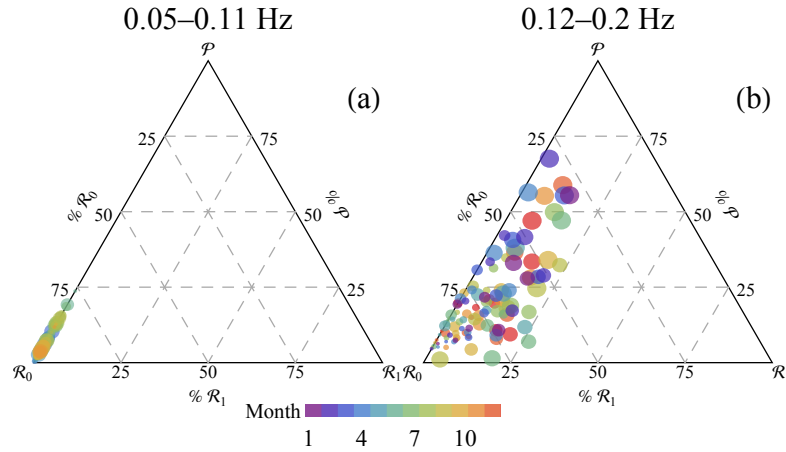 0.05–0.11 Hz
0.12–0.2 Hz
𝒫
𝒫
(a)
(b)
25
75
25
75
% ℛ0
% 𝒫
% ℛ0
% 𝒫
50
50
50
50
75
25
75
25
ℛ0
25
50
75
ℛ1
ℛ0
25
50
75
ℛ
% ℛ1
% ℛ1
Month
1
4
7
10